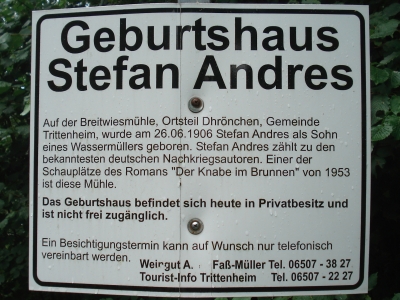 Geburtshaus
Stefan Andres
Auf der Breitwiesmühle, Ortsteil Dhrönchen, Gemeinde
Trittenheim, wurde am 26.06.1906 Stefan Andres als Sohn
eines Wassermüllers geboren. Stefan Andres zählt zu den
bekanntesten deutschen Nachkriegsautoren. Einer der
Schauplätze des Romans "Der Knabe im Brunnen" von 1953
ist diese Mühle.
Das Geburtshaus befindet sich heute in Privatbesitz und
ist nicht frei zugänglich.
Ein Besichtigungstermin kann auf Wunsch nur telefonisch
vereinbart werden.
Weingut A. Faß-Müller Tel. 06507 - 38 27
Tourist-Info Trittenheim Tel. 06507 - 22 27